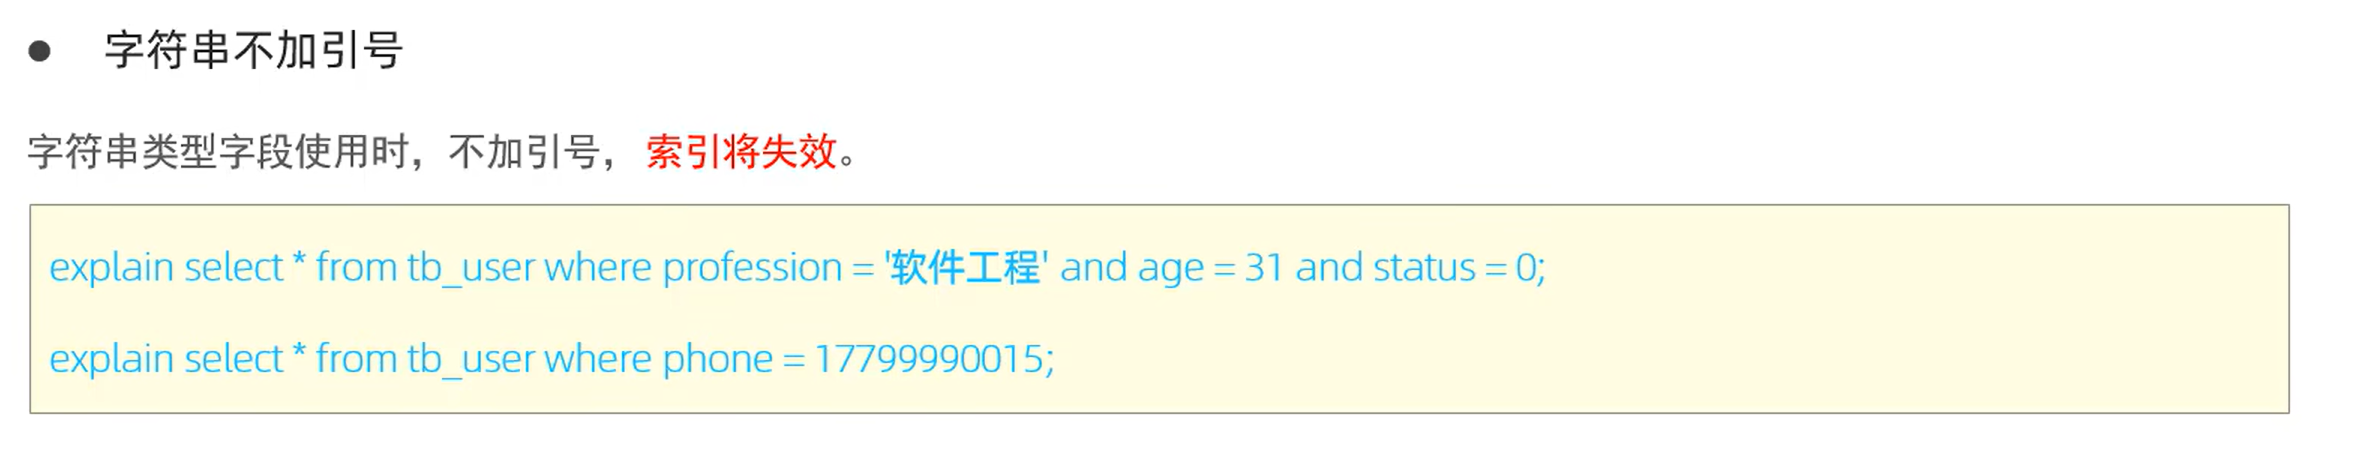 ● 字符串不加引号
字符串类型字段使用时，不加引号，索引将失效。
explain select * from tb_user where profession = '软件工程' and age = 31 and status = 0;
explain select * from tb_user where phone = 17799990015;